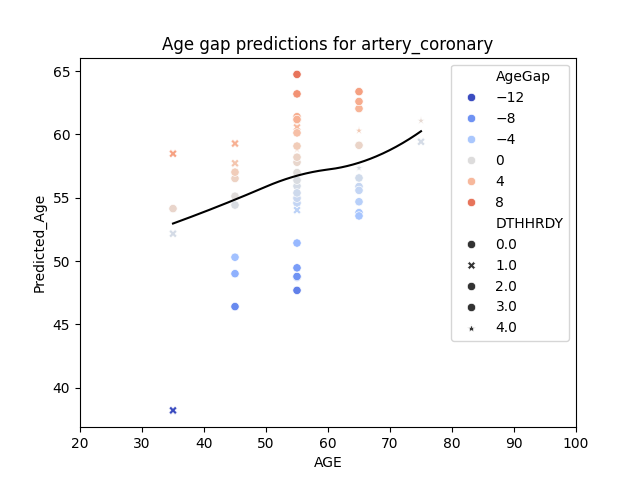 Age gap predictions for artery_coronary
Predicted_Age
65
60
55
50
45
40
20 30 40 50 60 70 80 90 100
AGE
AgeGap
−12
−8
−4
0
4
8
DTHHRDY
0.0
1.0
2.0
3.0
4.0